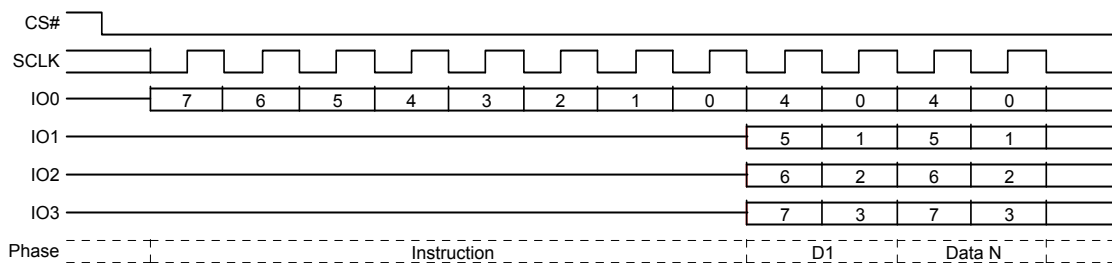 CS#
SCLK
IO0 7 6 5 4 3 2 1 0 4 0 4 0
IO1 5 1 5 1
IO2 6 2 6 2
IO3 7 3 7 3
Phase Instruction D1 Data N